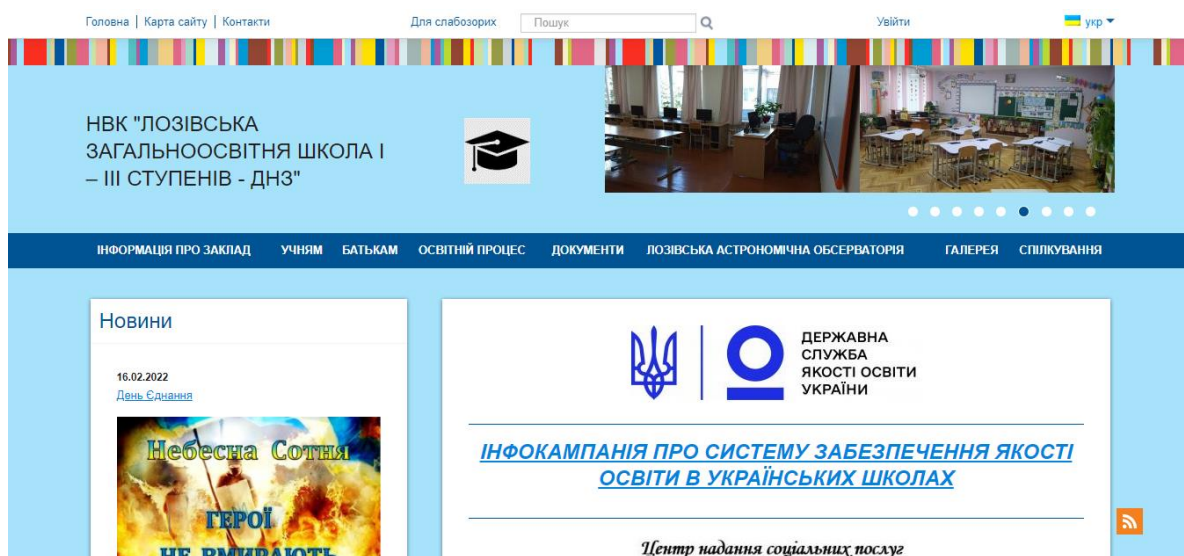 Головна | Карта сайту | Контакти
Для слабозорих
Пошук
Увійти
укр
НВК "ЛОЗІВСЬКА
ЗАГАЛЬНООСВІТНЯ ШКОЛА І
– ІІІ СТУПЕНІВ - ДНЗ"
ІНФОРМАЦІЯ ПРО ЗАКЛАД УЧНЯМ БАТЬКАМ ОСВІТНІЙ ПРОЦЕС ДОКУМЕНТИ ЛОЗІВСЬКА АСТРОНОМІЧНА ОБСЕРВАТОРІЯ ГАЛЕРЕЯ СПІЛКУВАННЯ
Новини
16.02.2022
День Єднання
Небесна Сотня
ГЕРОЇ
НЕ ВМИРАЮТЬ
ДЕРЖАВНА
СЛУЖБА
ЯКОСТІ ОСВІТИ
УКРАЇНИ
ІНФОКАМПАНІЯ ПРО СИСТЕМУ ЗАБЕЗПЕЧЕННЯ ЯКОСТІ
ОСВІТИ В УКРАЇНСЬКИХ ШКОЛАХ
Центр надання соціальних послуг